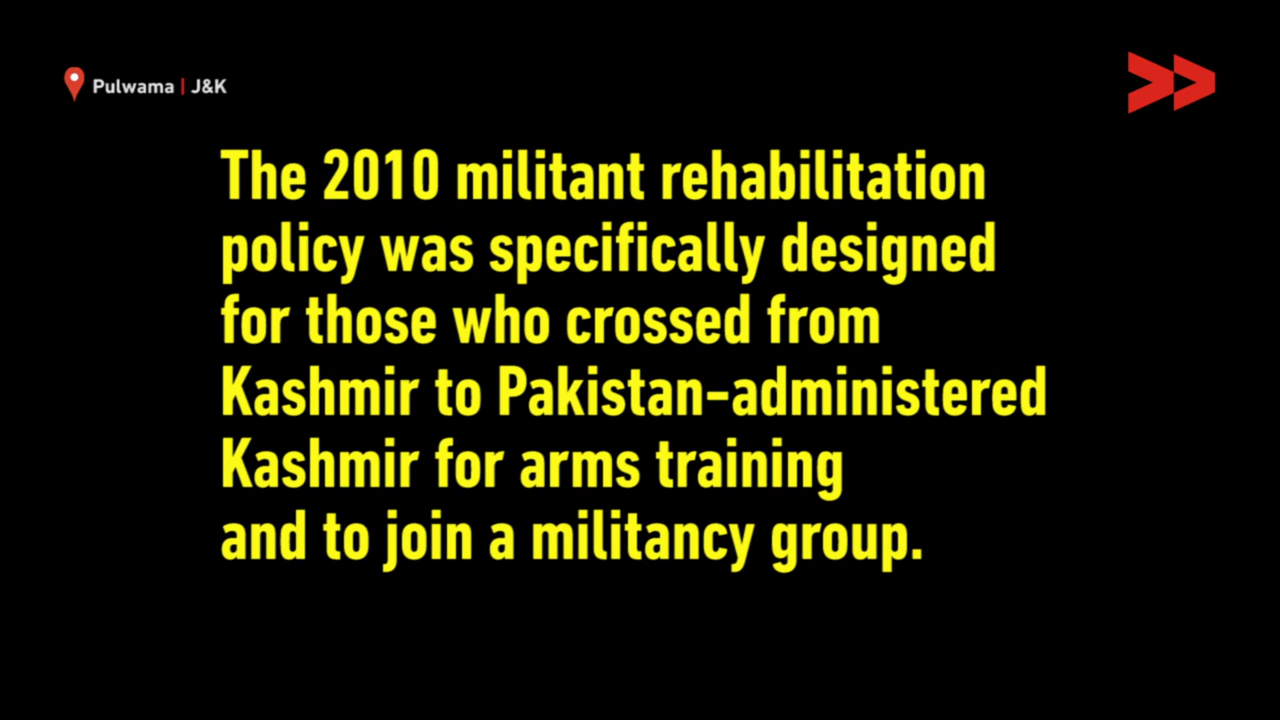 Pulwama | J&K
The 2010 militant rehabilitation
policy was specifically designed
for those who crossed from
Kashmir to Pakistan-administered
Kashmir for arms training
and to join a militancy group.